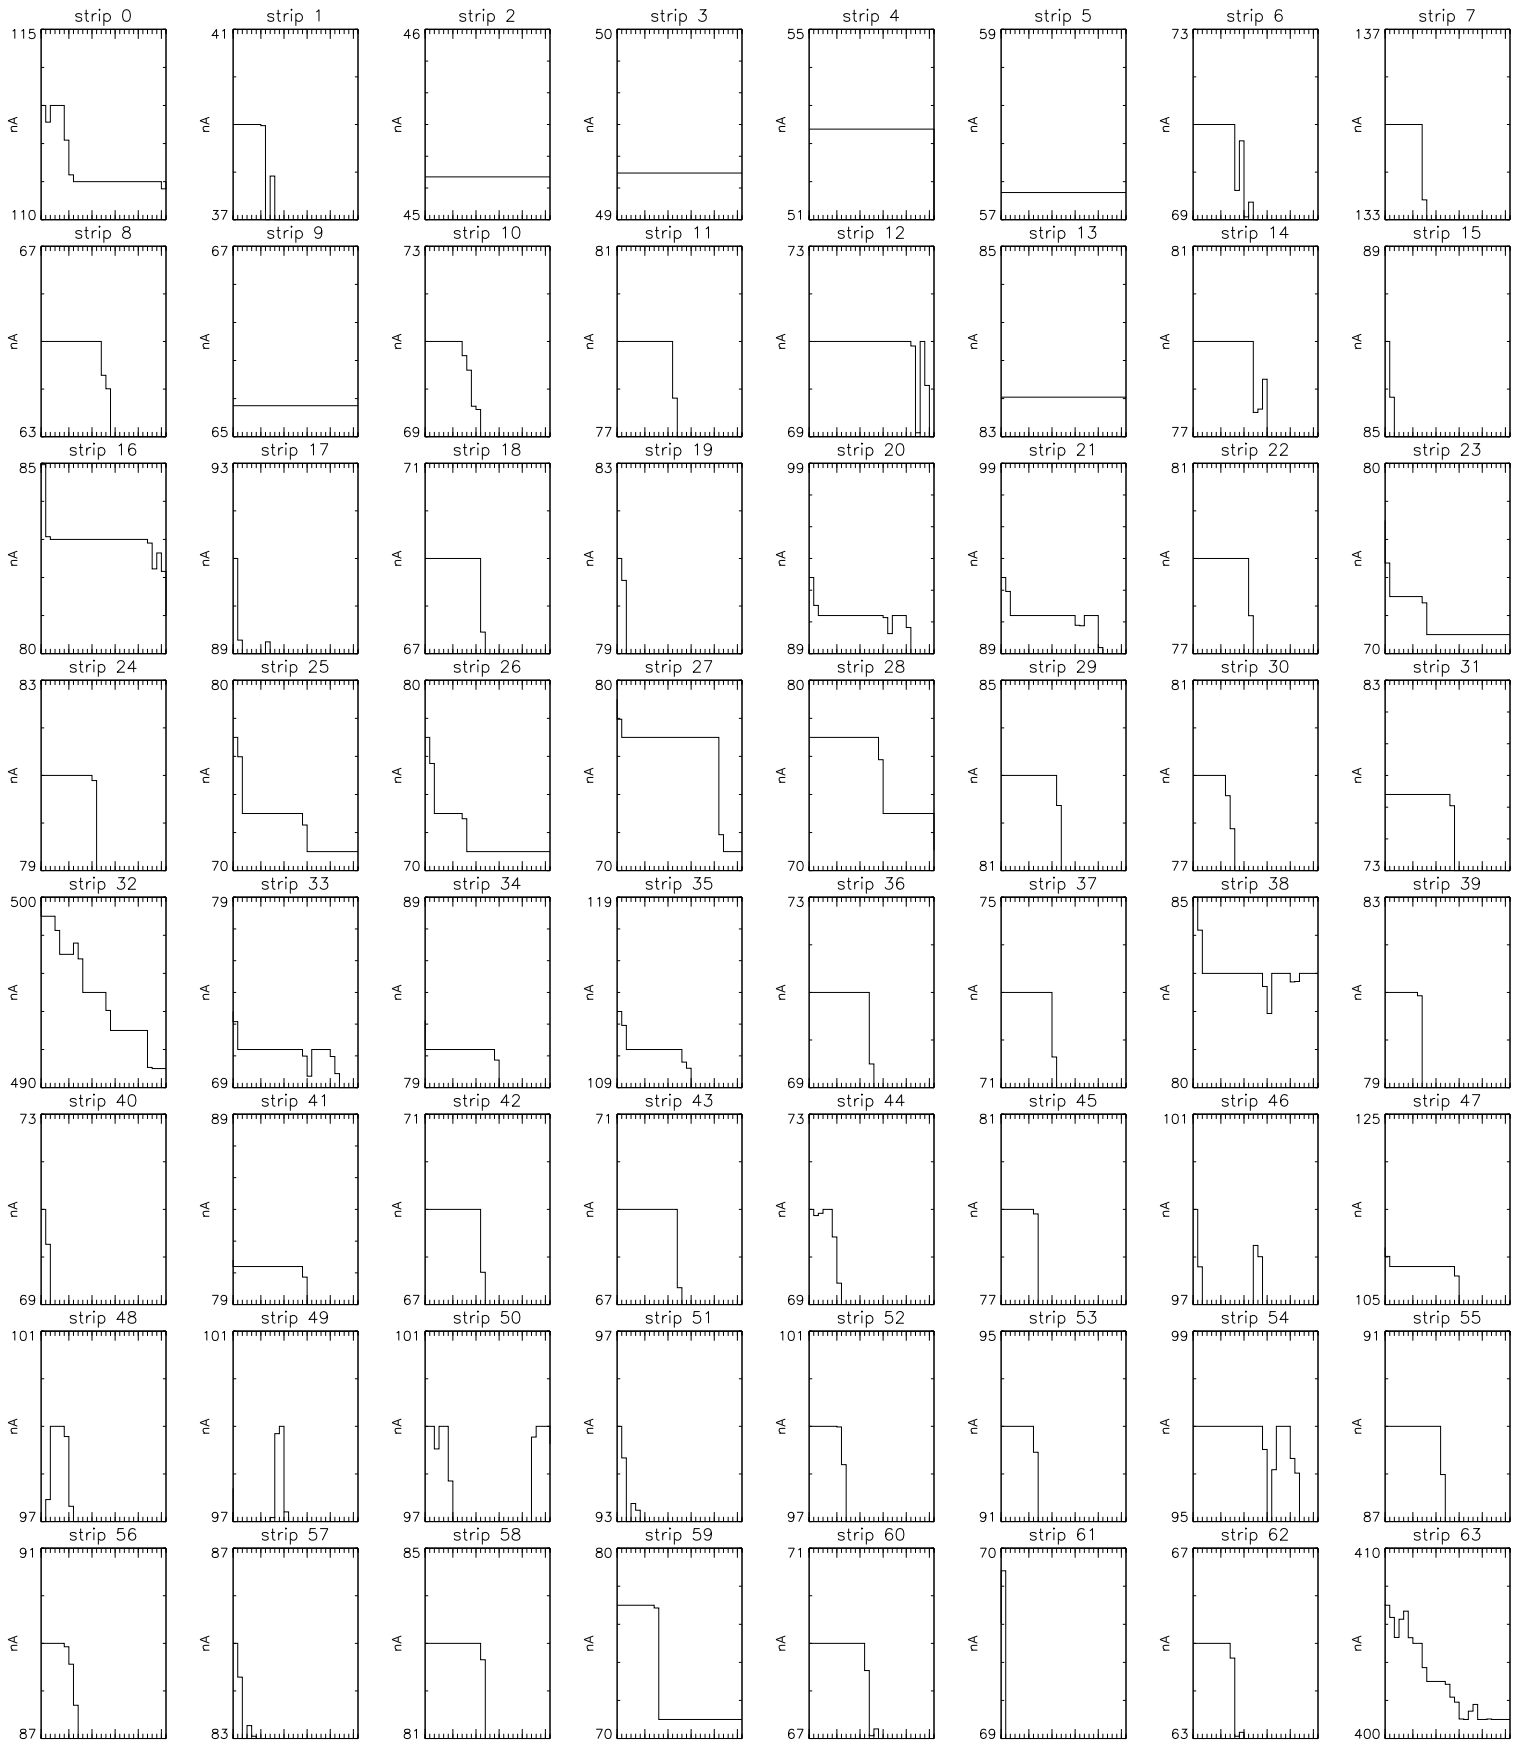 strip 0 strip 1 strip 2 strip 3 strip 4 strip 5 strip 6 strip 7
115 41 46 50 55 59 73 137
nA nA nA nA nA nA nA nA
110 37 45 49 51 57 69 133
strip 8 strip 9 strip 10 strip 11 strip 12 strip 13 strip 14 strip 15
67 67 73 81 73 85 81 89
nA nA nA nA nA nA nA nA
63 65 69 77 69 83 77 85
strip 16 strip 17 strip 18 strip 19 strip 20 strip 21 strip 22 strip 23
85 93 71 83 99 99 81 80
nA nA nA nA nA nA nA nA
80 89 67 79 89 89 77 70
strip 24 strip 25 strip 26 strip 27 strip 28 strip 29 strip 30 strip 31
83 80 80 80 80 85 81 83
nA nA nA nA nA nA nA nA
79 70 70 70 70 81 77 73
strip 32 strip 33 strip 34 strip 35 strip 36 strip 37 strip 38 strip 39
500 79 89 119 73 75 85 83
nA nA nA nA nA nA nA nA
490 69 79 109 69 71 80 79
strip 40 strip 41 strip 42 strip 43 strip 44 strip 45 strip 46 strip 47
73 89 71 71 73 81 101 125
nA nA nA nA nA nA nA nA
69 79 67 67 69 77 97 105
strip 48 strip 49 strip 50 strip 51 strip 52 strip 53 strip 54 strip 55
101 101 101 97 101 95 99 91
nA nA nA nA nA nA nA nA
97 97 97 93 97 91 95 87
strip 56 strip 57 strip 58 strip 59 strip 60 strip 61 strip 62 strip 63
91 87 85 80 71 70 67 410
nA nA nA nA nA nA nA nA
87 83 81 70 67 69 63 400